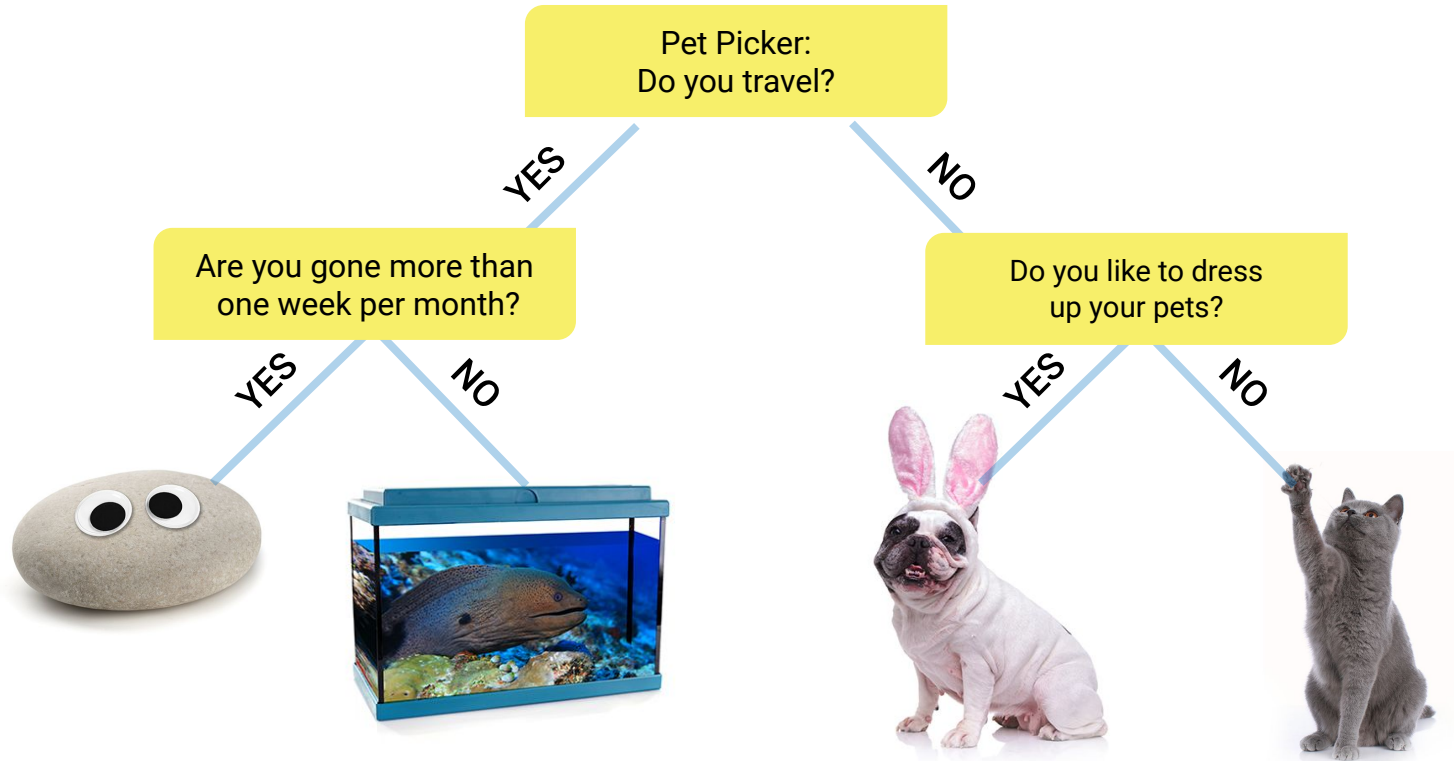 Pet Picker:
Do you travel?
YES
NO
Are you gone more than
one week per month?
Do you like to dress
up your pets?
YES
NO
YES
NO